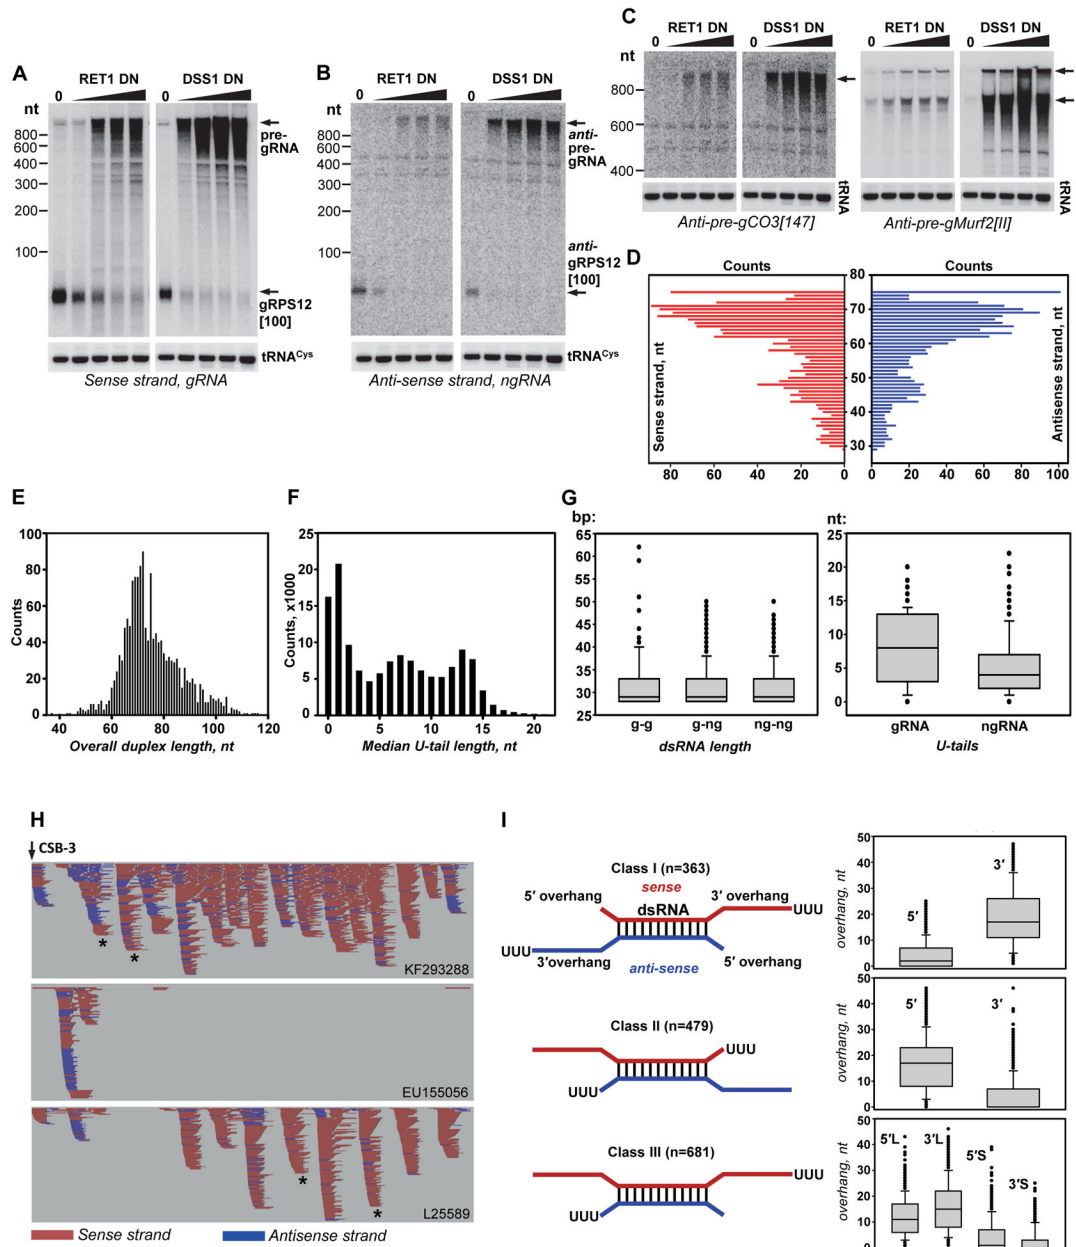 A
RET1 DN
DSS1 DN
0
0
nt
800
600
400
300
200
100
pre-
gRNA
gRPS12
[100]
tRNACys
Sense strand, gRNA
B
RET1 DN
DSS1 DN
0
0
nt
800
600
400
300
200
100
anti-
pre-
gRNA
anti-
gRPS12
[100]
tRNACys
Anti-sense strand, ngRNA
C
RET1 DN
DSS1 DN
RET1 DN
DSS1 DN
0
0
0
0
nt
800
600
400
tRNA
tRNA
Anti-pre-gCO3[147]
Anti-pre-gMurf2[II]
D
Counts
Counts
Sense strand, nt
Antisense strand, nt
80
70
60
50
40
30
80 60 40 20 0
0 20 40 60 80 100
E
Counts
100
80
60
40
20
0
40 60 80 100 120
Overall duplex length, nt
F
Counts, x1000
25
20
15
10
5
0
0 5 10 15 20
Median U-tail length, nt
G
bp:
65
60
55
50
45
40
35
30
25
g-g g-ng ng-ng
dsRNA length
nt:
25
20
15
10
5
0
gRNA ngRNA
U-tails
H
CSB-3
* *
KF293288
EU155056
* *
L25589
Sense strand
Antisense strand
I
Class I (n=363)
5′ overhang
sense
3′ overhang
dsRNA
UUU
UUU
3′overhang
anti-sense
5′ overhang
overhang, nt
50
40
30
20
10
0
5′
3′
Class II (n=479)
UUU
UUU
overhang, nt
50
40
30
20
10
0
5′
3′
Class III (n=681)
UUU
UUU
overhang, nt
50
40
30
20
10
0
5′L
3′L
5′S
3′S